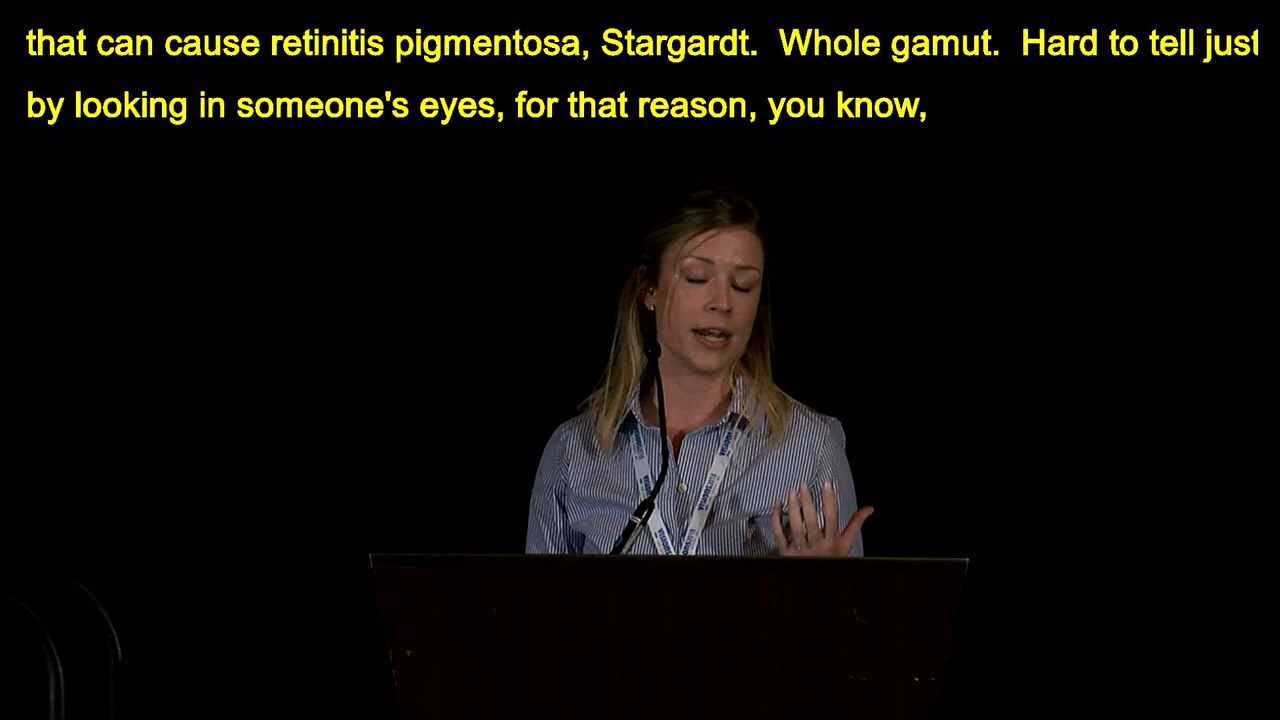 that can cause retinitis pigmentosa, Stargardt.  Whole gamut.  Hard to tell just
by looking in someone's eyes, for that reason, you know,